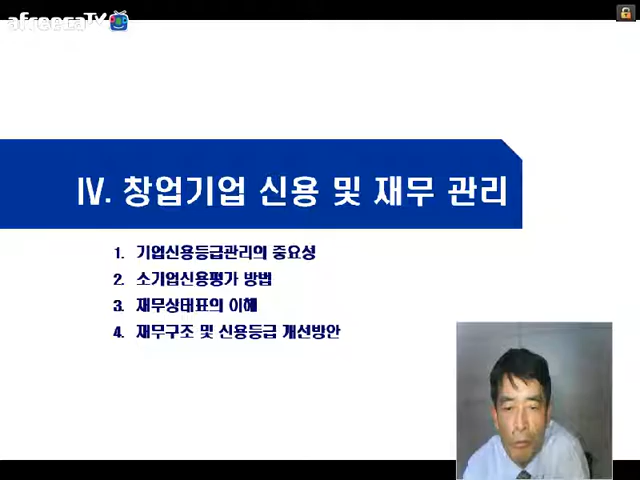 afreecaTV
IV. 창업기업 신용 및 재무 관리
1. 기업신용등급관리의 중요성
2. 소기업신용평가 방법
3. 재무상태표의 이해
4. 재무구조 및 신용등급 개선방안